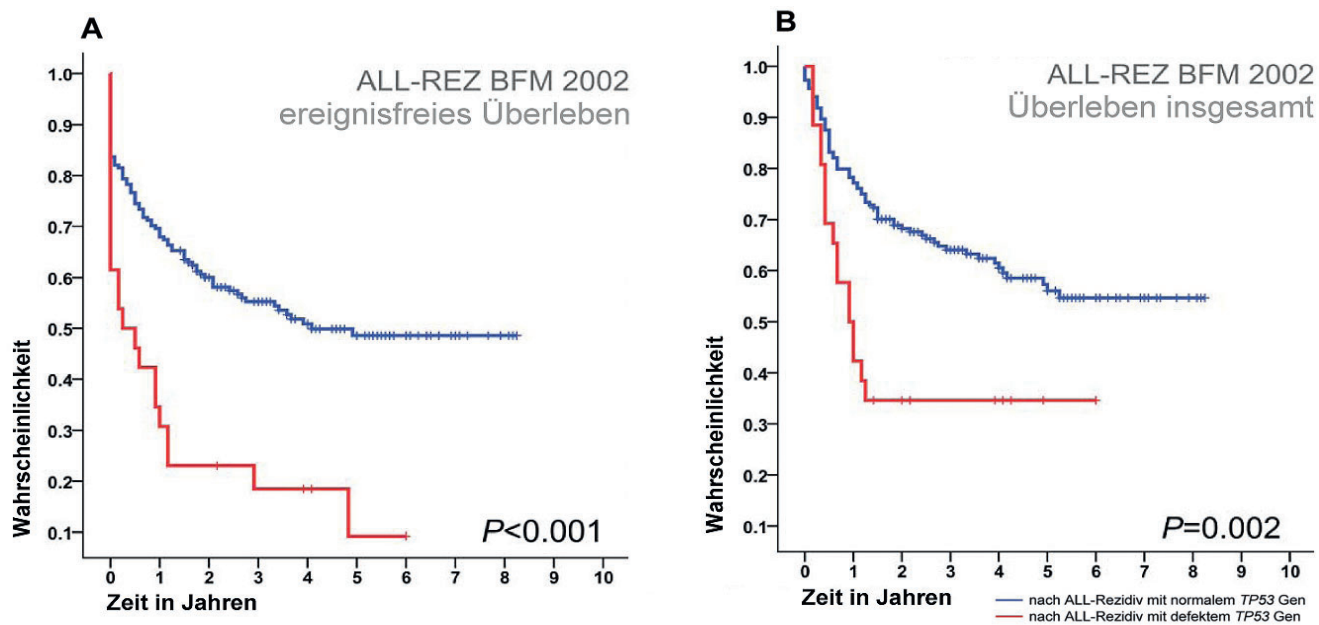 A
ALL-REZ BFM 2002
ereignisfreies Überleben
1.0
0.9
0.8
0.7
0.6
0.5
0.4
0.3
0.2
0.1
Wahrscheinlichkeit
P<0.001
0 1 2 3 4 5 6 7 8 9 10
Zeit in Jahren
B
ALL-REZ BFM 2002
Überleben insgesamt
1.0
0.9
0.8
0.7
0.6
0.5
0.4
0.3
0.2
0.1
Wahrscheinlichkeit
P=0.002
0 1 2 3 4 5 6 7 8 9 10
Zeit in Jahren
nach ALL-Rezidiv mit normalem TP53 Gen
nach ALL-Rezidiv mit defektem TP53 Gen